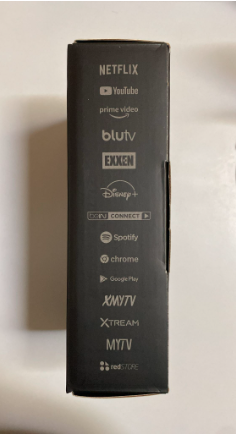 NETFLIX
YouTube
prime video
blutv
EXXEN
Disney+
CONNECT
Spotify
chrome
Google Play
XMYTV
XTREAM
MYTV
redSTORE